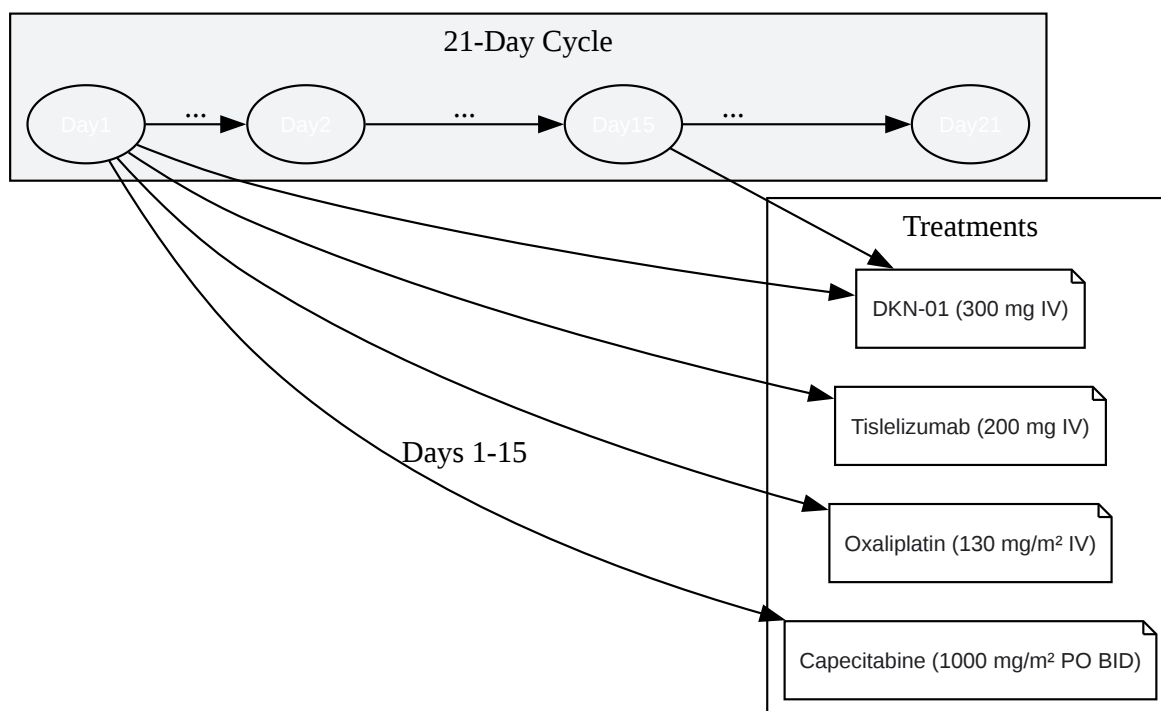 21-Day Cycle
...
...
...
Day1
Day2
Day15
Day21
Treatments
DKN-01 (300 mg IV)
Tislelizumab (200 mg IV)
Days 1-15
Oxaliplatin (130 mg/m² IV)
Capecitabine (1000 mg/m² PO BID)